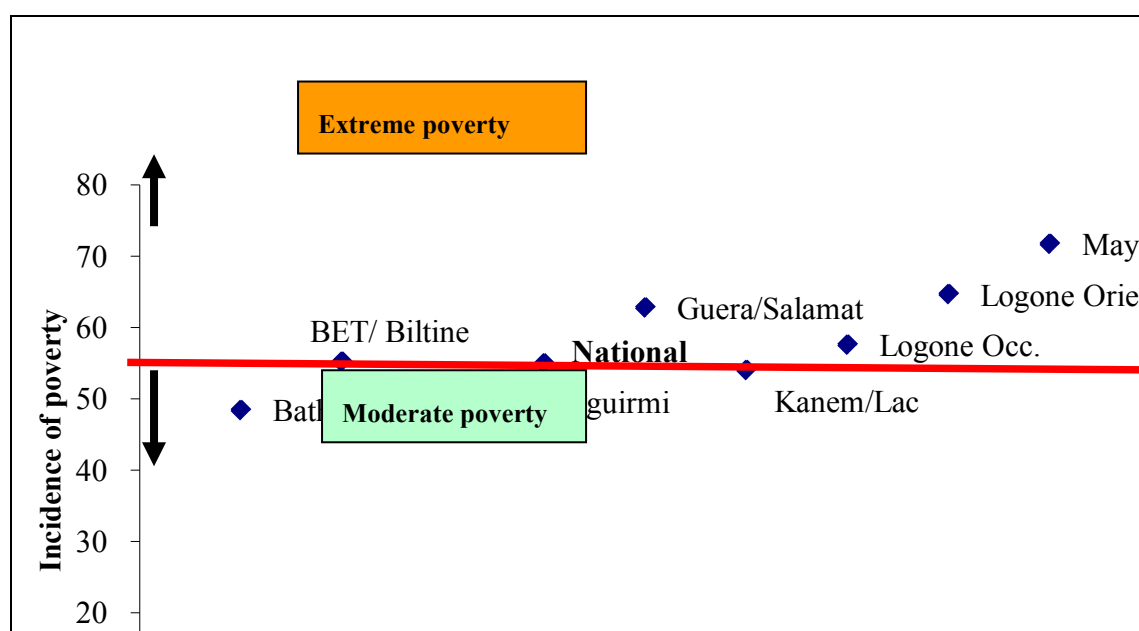 Extreme poverty
80
70
60
50
40
30
20
Incidence of poverty
May
Logone Orie
Guera/Salamat
BET/ Biltine
National
Logone Occ.
Kanem/Lac
Moderate poverty
guirmi